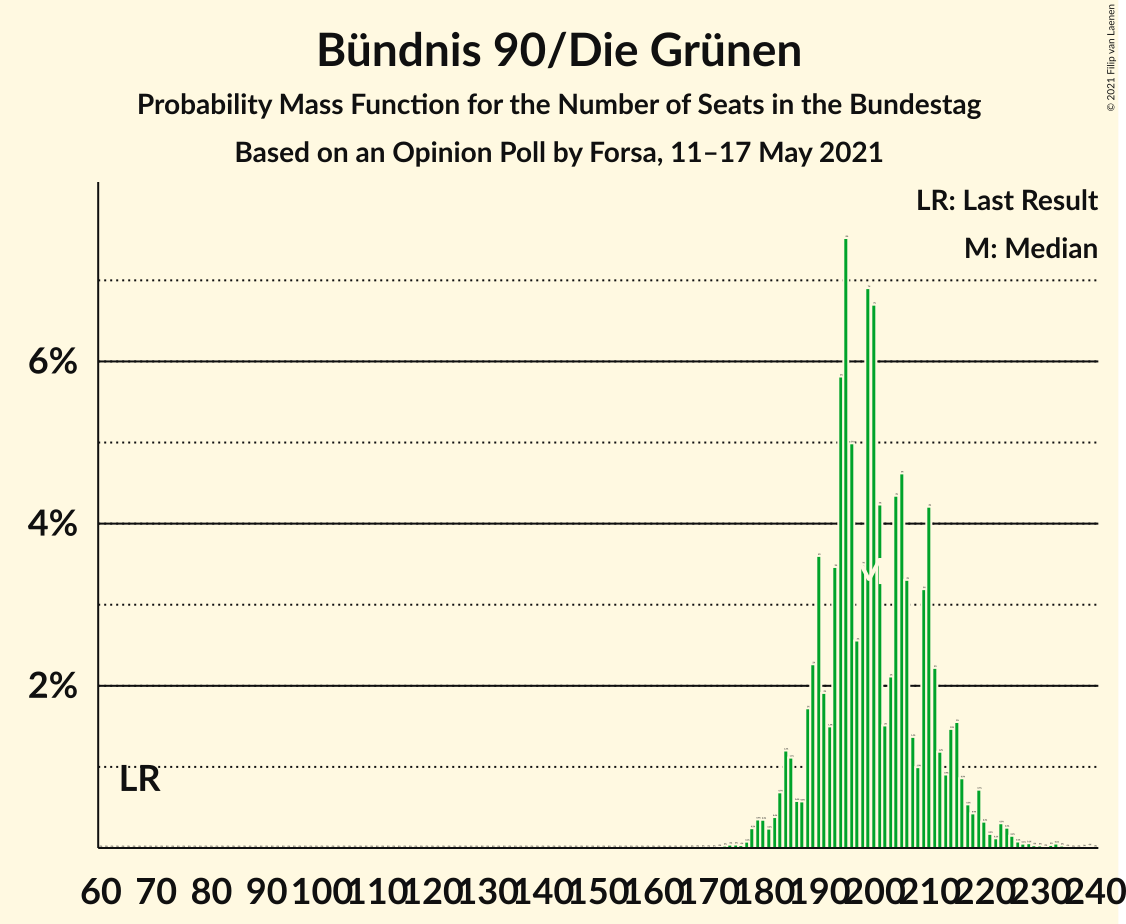 Bündnis 90/Die Grünen
Probability Mass Function for the Number of Seats in the Bundestag
Based on an Opinion Poll by Forsa, 11–17 May 2021
© 2021 Filip van Laenen
LR: Last Result
M: Median
6%
4%
2%
LR
M
60 70 80 90 100 110 120 130 140 150 160 170 180 190 200 210 220 230 240